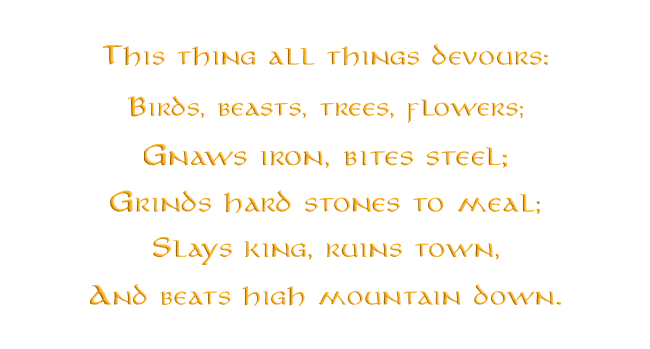 This thing all things devours:
Birds, beasts, trees, flowers;
Gnaws iron, bites steel;
Grinds hard stones to meal;
Slays king, ruins town,
And beats high mountain down.